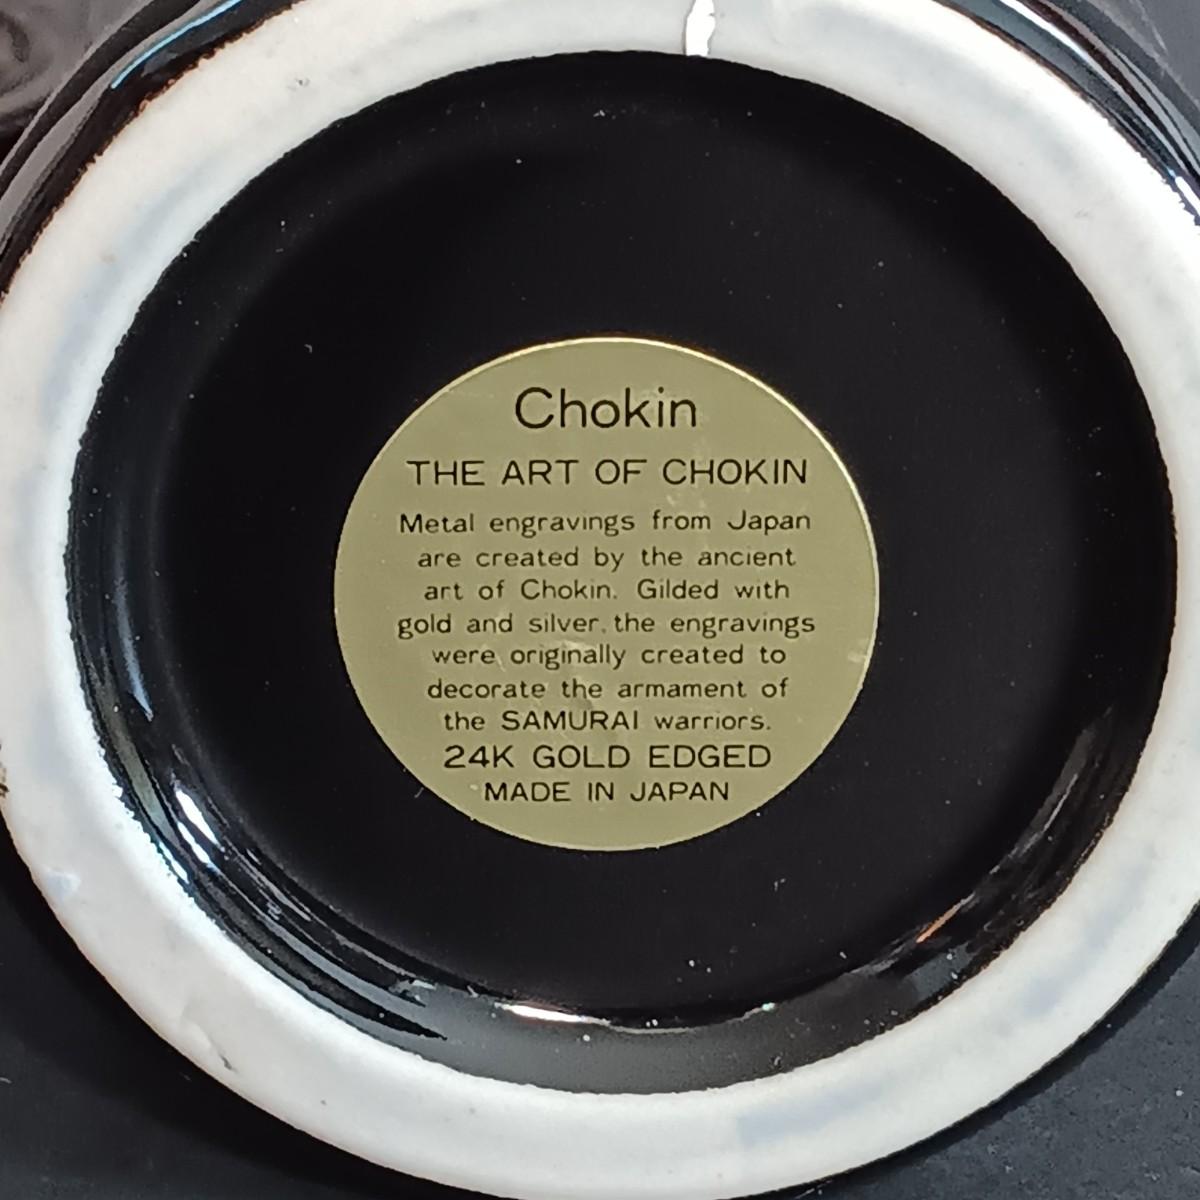 Chokin
THE ART OF CHOKIN
Metal engravings from Japan
are created by the ancient
art of Chokin. Gilded with
gold and silver, the engravings
were originally created to
decorate the armament of
the SAMURAI warriors.
24K GOLD EDGED
MADE IN JAPAN